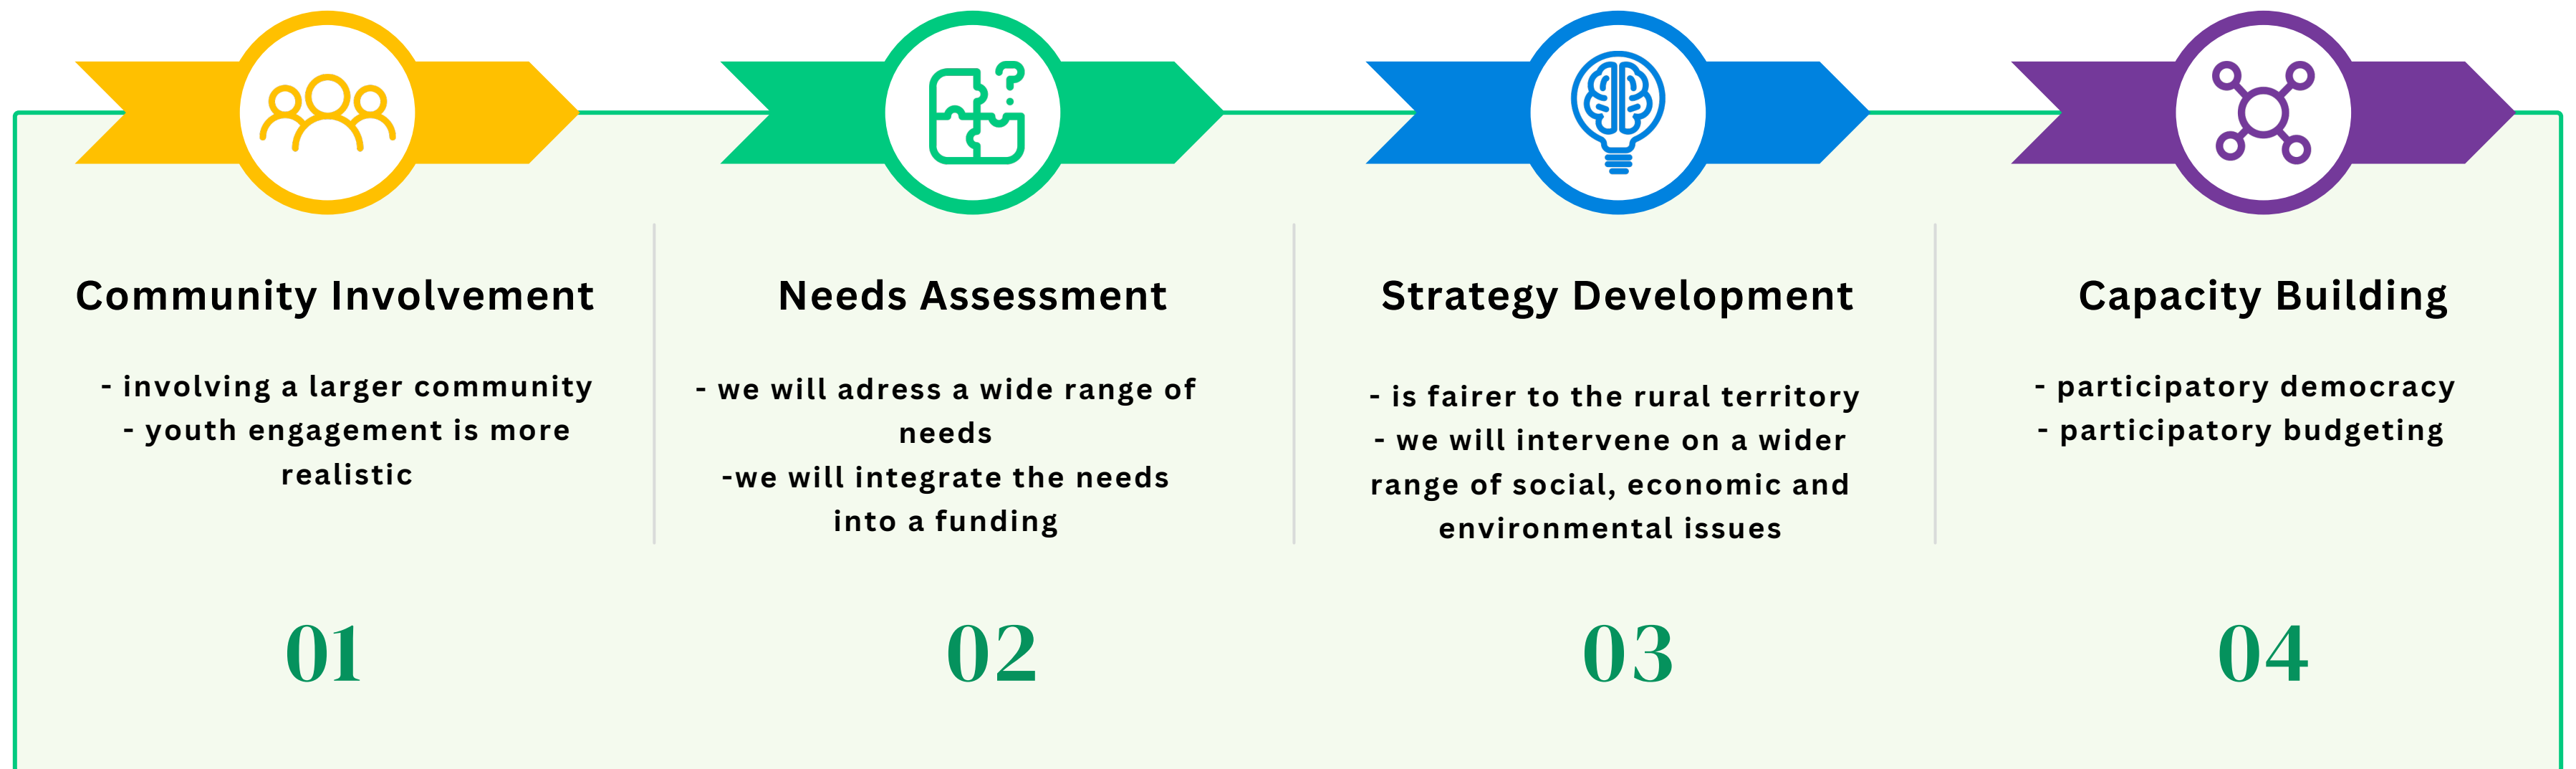 Community Involvement
- involving a larger community
- youth engagement is more
realistic
01
Needs Assessment
- we will adress a wide range of
needs
-we will integrate the needs
into a funding
02
Strategy Development
- is fairer to the rural territory
- we will intervene on a wider
range of social, economic and
environmental issues
03
Capacity Building
- participatory democracy
- participatory budgeting
04